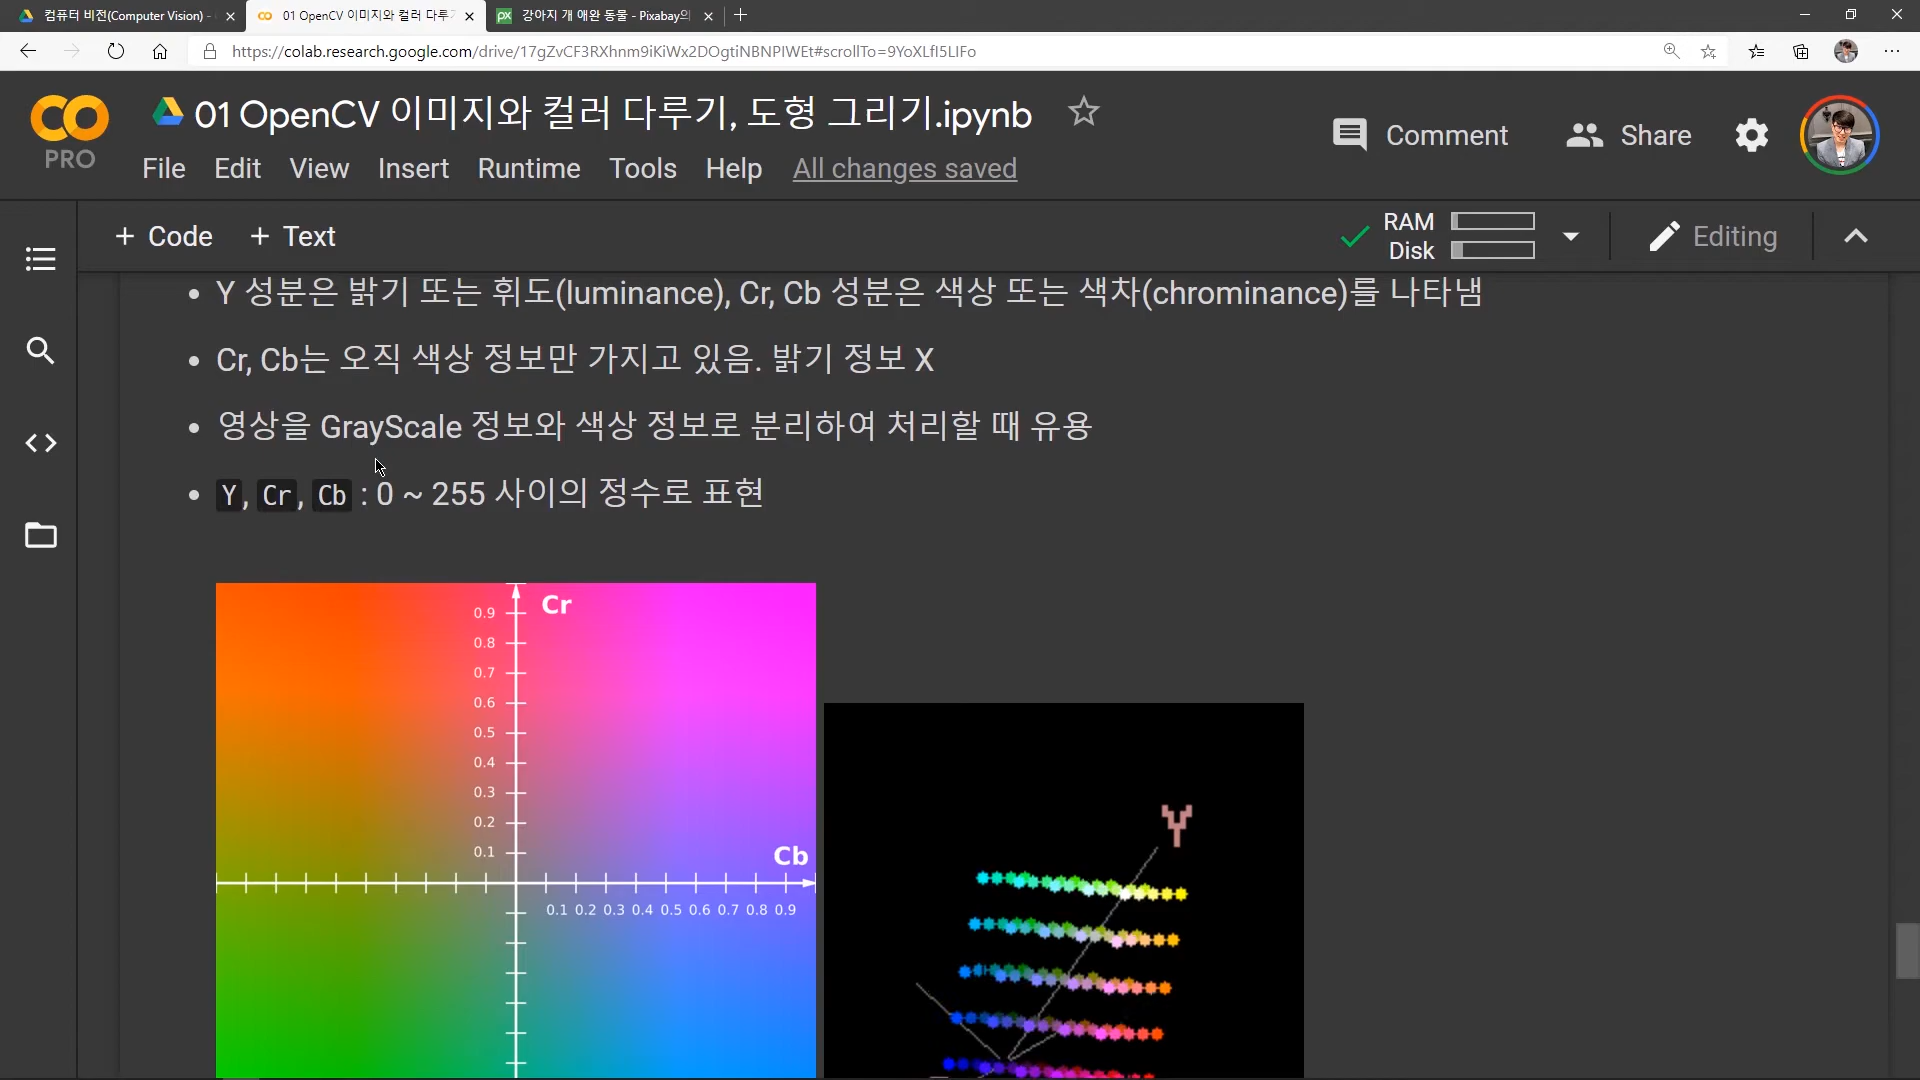 컴퓨터 비전(Computer Vision) -
01 OpenCV 이미지와 컬러 다루기
강아지 개 애완 동물 - Pixabay의
https://colab.research.google.com/drive/17gZvCF3RXhnm9iKiWx2DOgtiNBNPIWEt#scrollTo=9YoXLfI5LIFo
PRO
01 OpenCV 이미지와 컬러 다루기, 도형 그리기.ipynb
Comment
Share
File Edit View Insert Runtime Tools Help All changes saved
+ Code + Text
RAM
Disk
Editing
• Y 성분은 밝기 또는 휘도(luminance), Cr, Cb 성분은 색상 또는 색차(chrominance)를 나타냄
• Cr, Cb는 오직 색상 정보만 가지고 있음. 밝기 정보 X
• 영상을 GrayScale 정보와 색상 정보로 분리하여 처리할 때 유용
• Y, Cr, Cb : 0 ~ 255 사이의 정수로 표현
Cr
0.9
0.8
0.7
0.6
0.5
0.4
0.3
0.2
0.1
Cb
0.1 0.2 0.3 0.4 0.5 0.6 0.7 0.8 0.9
Y